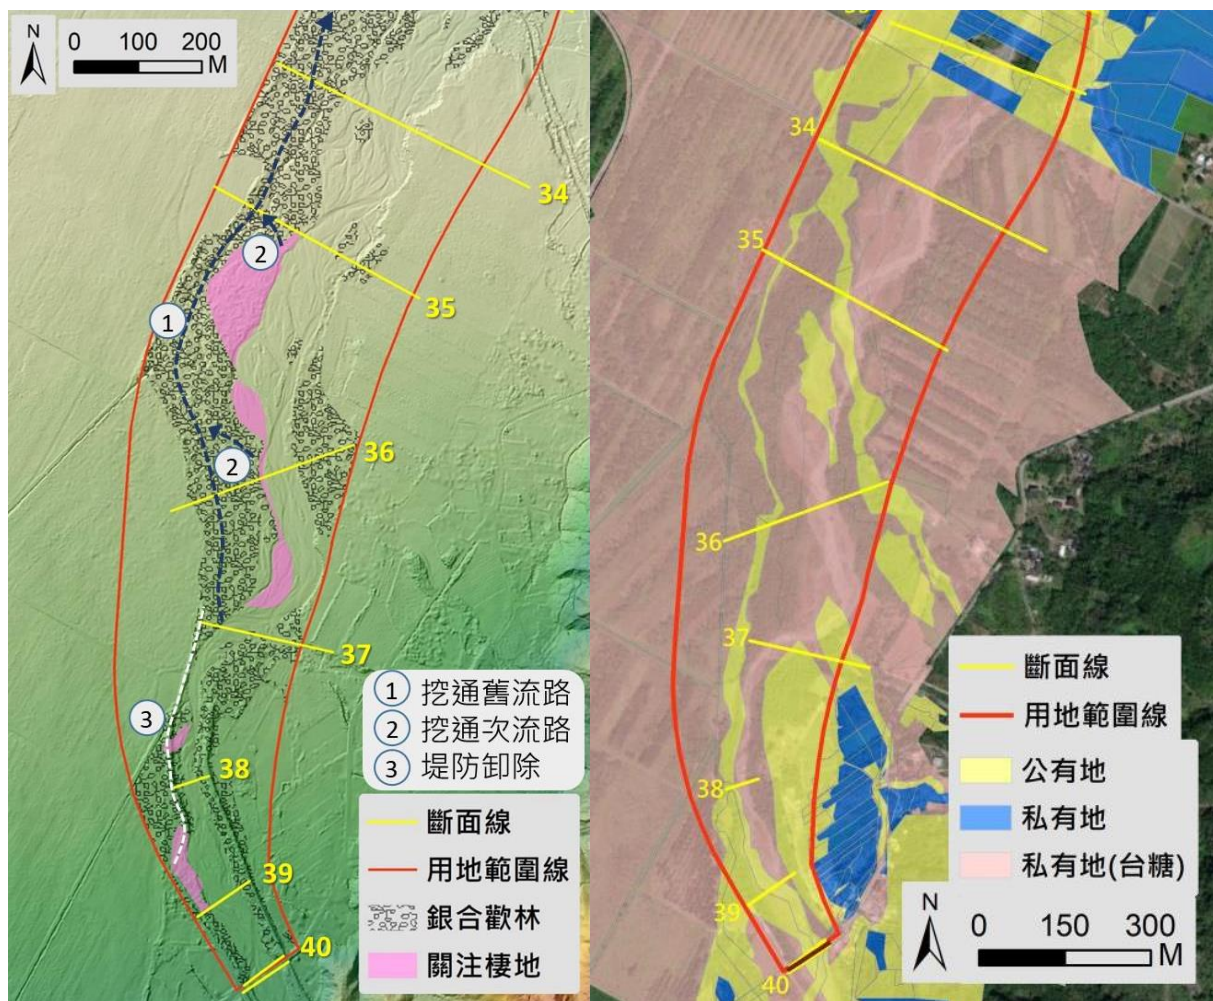 N
0 100 200
M
34
2
35
1
36
2
37
3
38
39
40
1 挖通舊流路
2 挖通次流路
3 堤防卸除
斷面線
用地範圍線
銀合歡林
關注棲地
34
35
36
37
38
39
40
斷面線
用地範圍線
公有地
私有地
私有地(台糖)
N
0 150 300
M